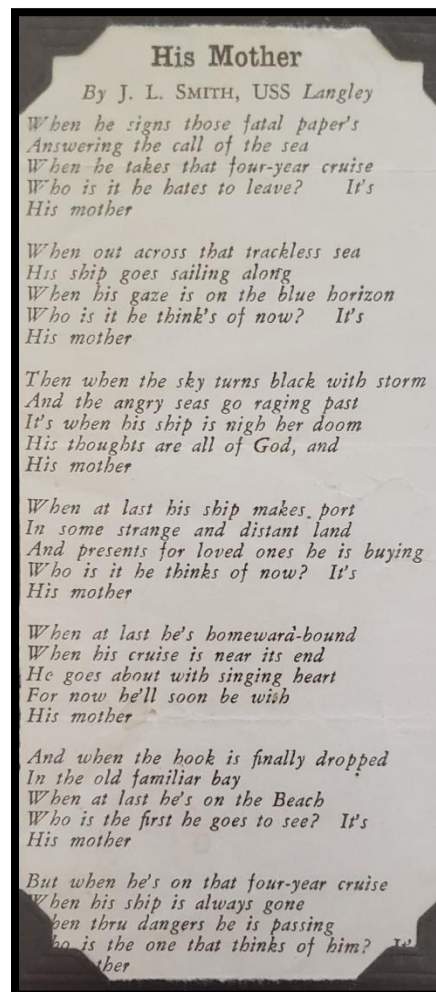 His Mother
By J. L. SMITH, USS Langley
When he signs those fatal paper's
Answering the call of the sea
When he takes that four-year cruise
Who is it he hates to leave? It's
His mother
When out across that trackless sea
His ship goes sailing along
When his gaze is on the blue horizon
Who is it he think's of now? It's
His mother
Then when the sky turns black with storm
And the angry seas go raging past
It's when his ship is nigh her doom
His thoughts are all of God, and
His mother
When at last his ship makes port
In some strange and distant land
And presents for loved ones he is buying
Who is it he thinks of now? It's
His mother
When at last he's homeward-bound
When his cruise is near its end
He goes about with singing heart
For now he'll soon be with
His mother
And when the hook is finally dropped
In the old familiar bay
When at last he's on the Beach
Who is the first he goes to see? It's
His mother
But when he's on that four-year cruise
When his ship is always gone
hen thru dangers he is passing
ho is the one that thinks of him? It'
ther